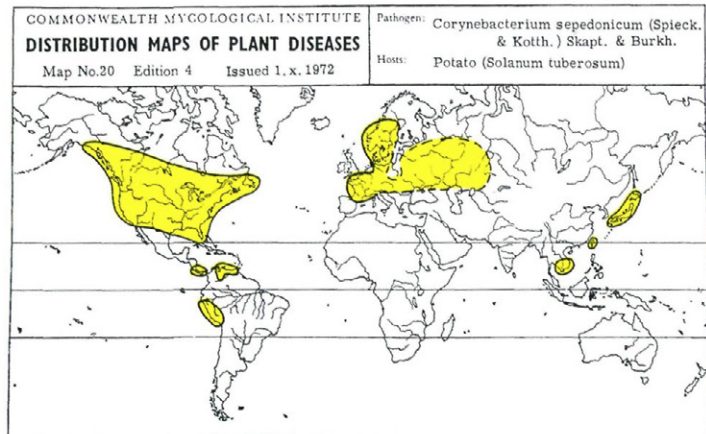 COMMONWEALTH MYCOLOGICAL INSTITUTE
DISTRIBUTION MAPS OF PLANT DISEASES
Map No.20 Edition 4 Issued 1.x.1972
Pathogen: Corynebacterium sepedonicum (Spieck.
& Kotth.) Skapt. & Burkh.
Hosts: Potato (Solanum tuberosum)